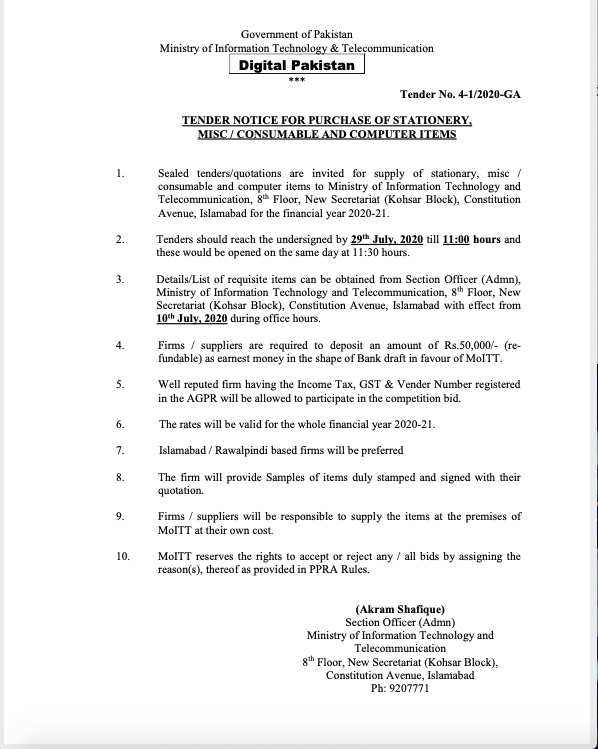 Government of Pakistan
Ministry of Information Technology & Telecommunication
Digital Pakistan
***
Tender No. 4-1/2020-GA
TENDER NOTICE FOR PURCHASE OF STATIONERY,
MISC / CONSUMABLE AND COMPUTER ITEMS
1. Sealed tenders/quotations are invited for supply of stationary, misc /
consumable and computer items to Ministry of Information Technology and
Telecommunication, 8th Floor, New Secretariat (Kohsar Block), Constitution
Avenue, Islamabad for the financial year 2020-21.
2. Tenders should reach the undersigned by 29th July, 2020 till 11:00 hours and
these would be opened on the same day at 11:30 hours.
3. Details/List of requisite items can be obtained from Section Officer (Admn),
Ministry of Information Technology and Telecommunication, 8th Floor, New
Secretariat (Kohsar Block), Constitution Avenue, Islamabad with effect from
10th July, 2020 during office hours.
4. Firms / suppliers are required to deposit an amount of Rs.50,000/- (re-
fundable) as earnest money in the shape of Bank draft in favour of MoITT.
5. Well reputed firm having the Income Tax, GST & Vender Number registered
in the AGPR will be allowed to participate in the competition bid.
6. The rates will be valid for the whole financial year 2020-21.
7. Islamabad / Rawalpindi based firms will be preferred
8. The firm will provide Samples of items duly stamped and signed with their
quotation.
9. Firms / suppliers will be responsible to supply the items at the premises of
MoITT at their own cost.
10. MoITT reserves the rights to accept or reject any / all bids by assigning the
reason(s), thereof as provided in PPRA Rules.
(Akram Shafique)
Section Officer (Admn)
Ministry of Information Technology and
Telecommunication
8th Floor, New Secretariat (Kohsar Block),
Constitution Avenue, Islamabad
Ph: 9207771